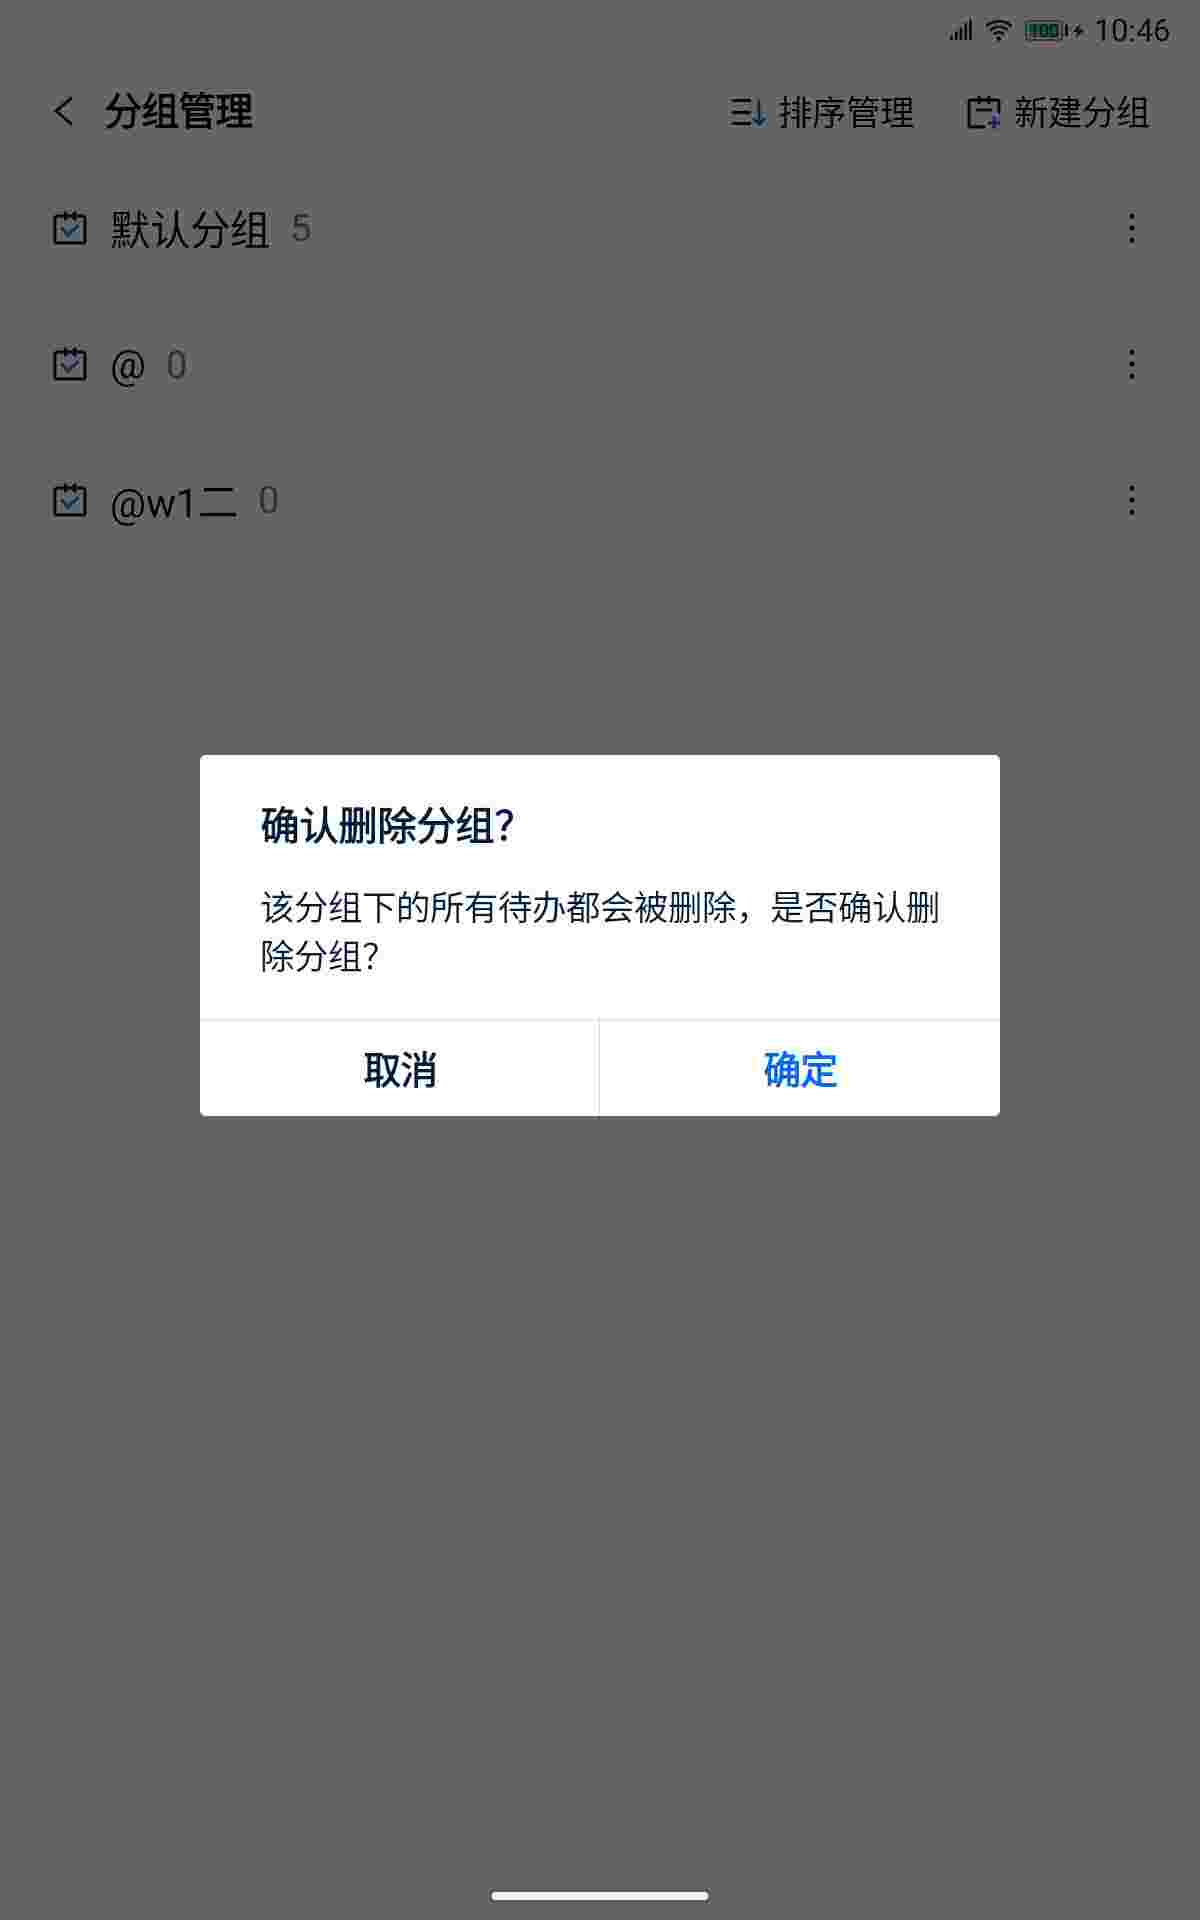 100 10:46
分组管理 排序管理 新建分组
默认分组 5
@ 0
@w1二 0
确认删除分组？
该分组下的所有待办都会被删除，是否确认删
除分组？
取消 确定